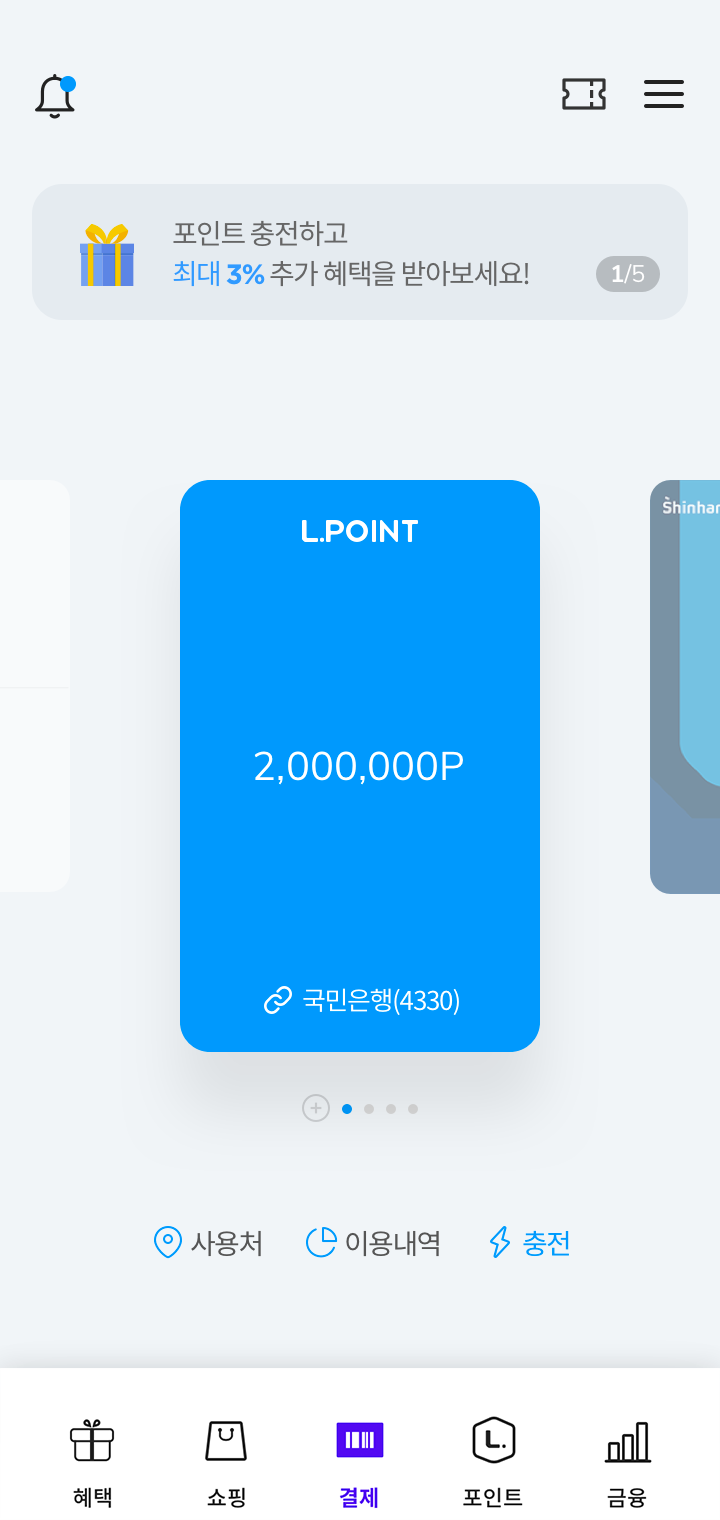 포인트 충전하고
최대 3% 추가 혜택을 받아보세요!
1/5
L.POINT
Shinhan
2,000,000P
국민은행(4330)
사용처
이용내역
충전
L.
혜택
쇼핑
결제
포인트
금융